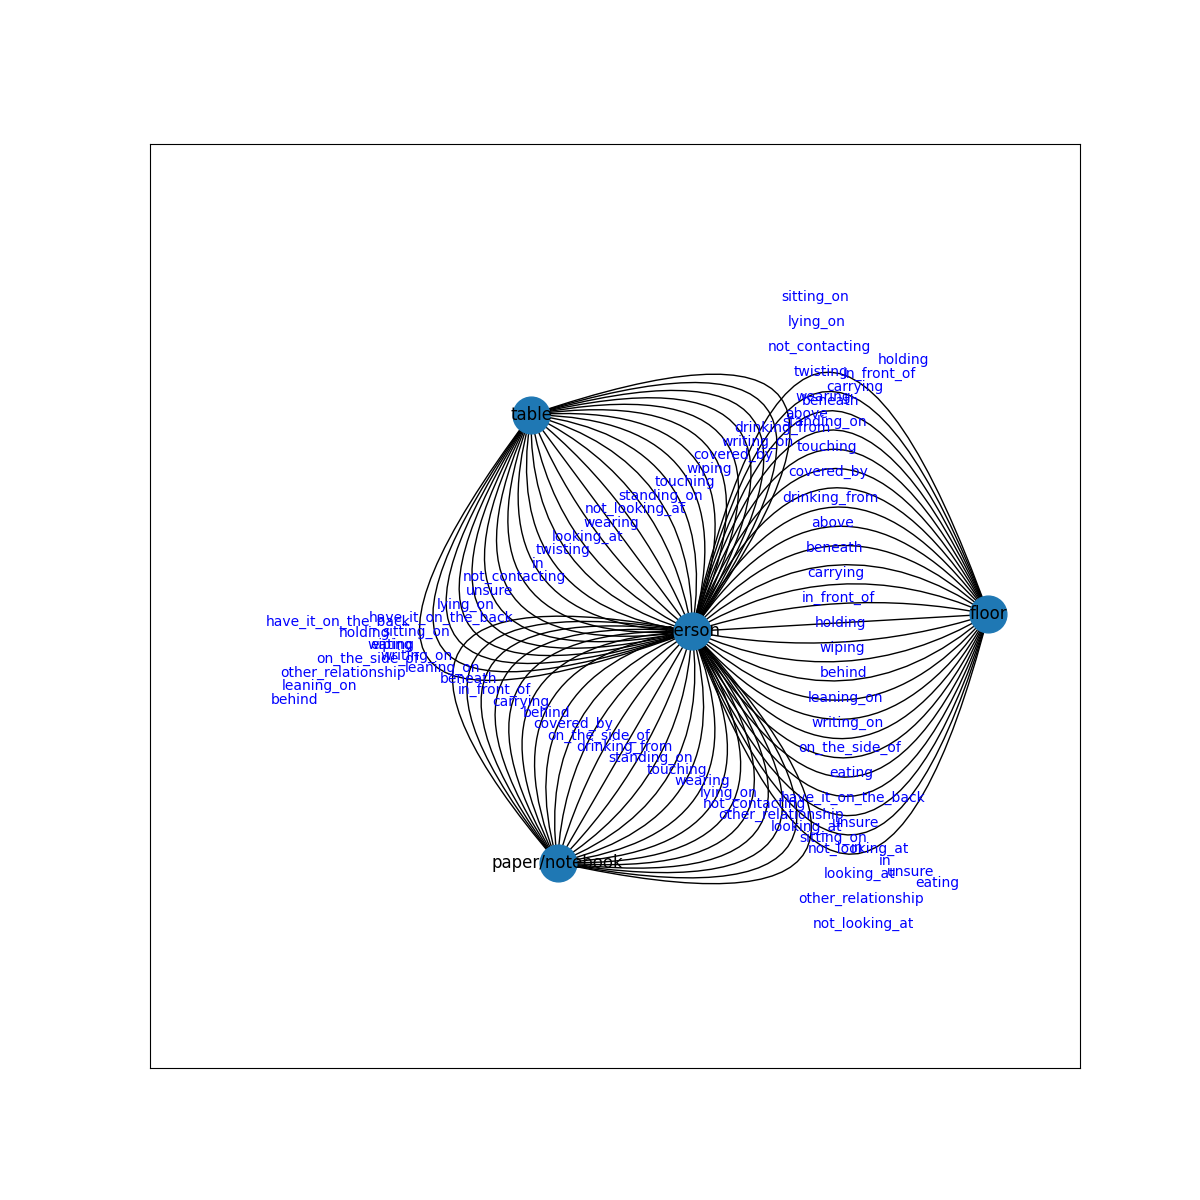 sitting_on
lying_on
not_contacting
holding
twisting
in_front_of
carrying
wearing
beneath
above
table
standing_on
drinking_from
writing_on
touching
covered_by
wiping
covered_by
touching
standing_on
drinking_from
not_looking_at
wearing
above
looking_at
beneath
twisting
in
carrying
not_contacting
unsure
in_front_of
lying_on
floor
have_it_on_the_back
have_it_on_the_back
holding
holding
sitting_on
erson
wiping
eating
wiping
writing_on
on_the_side_of
leaning_on
other_relationship
behind
beneath
leaning_on
in_front_of
behind
carrying
leaning_on
behind
covered_by
writing_on
on_the_side_of
drinking_from
on_the_side_of
standing_on
touching
eating
wearing
lying_on
have_it_on_the_back
not_contacting
other_relationship
unsure
looking_at
sitting_on
not_looking_at
in
paper/notebook
looking_at
unsure
eating
other_relationship
not_looking_at